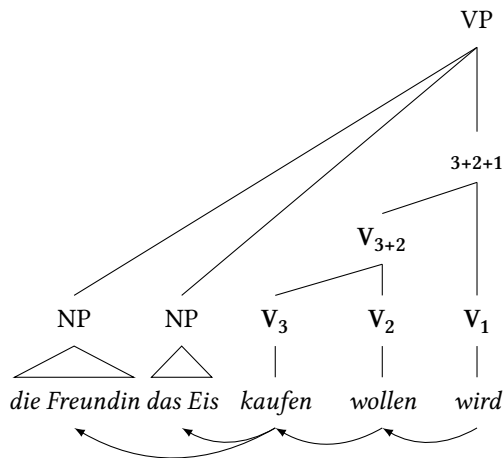 VP
3+2+1
V3+2
NP NP V3 V2 V1
die Freundin das Eis kaufen wollen wird